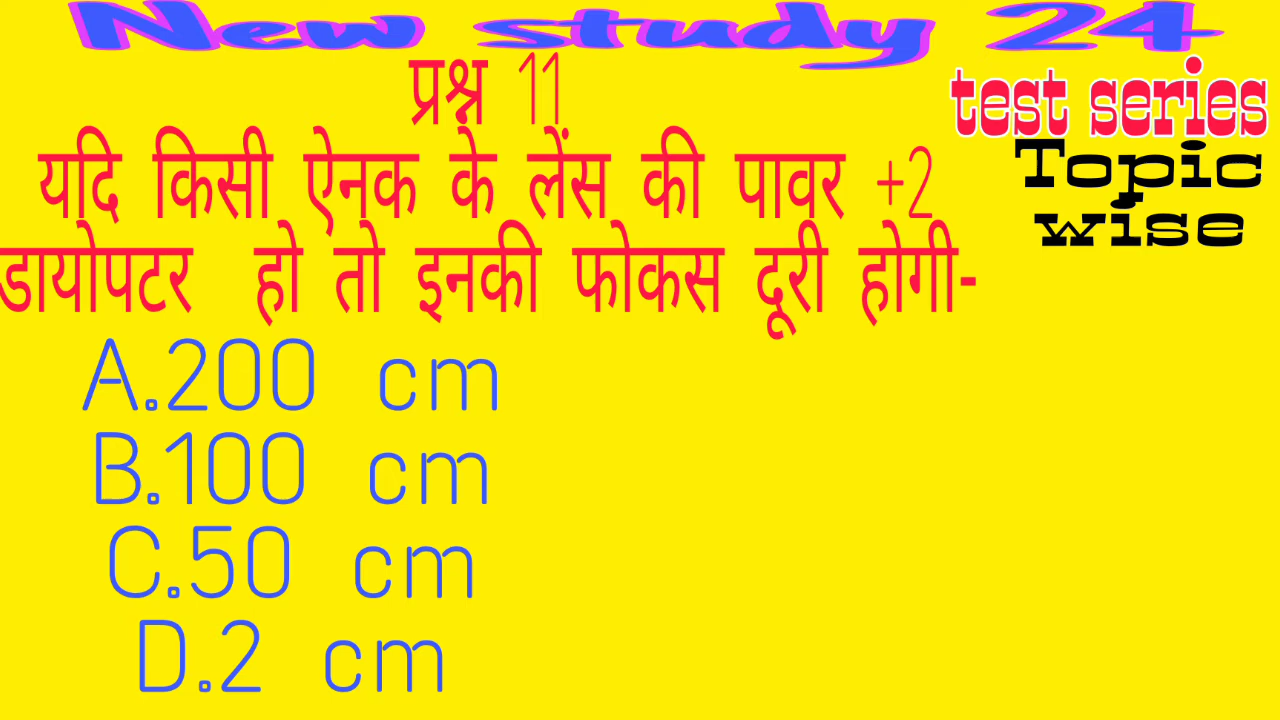 New study 24
test series
Topic
wise
प्रश्न 11
यदि किसी ऐनक के लेंस की पावर +2
डायोपटर हो तो इनकी फोकस दूरी होगी-
A.200 cm
B.100 cm
C.50 cm
D.2 cm